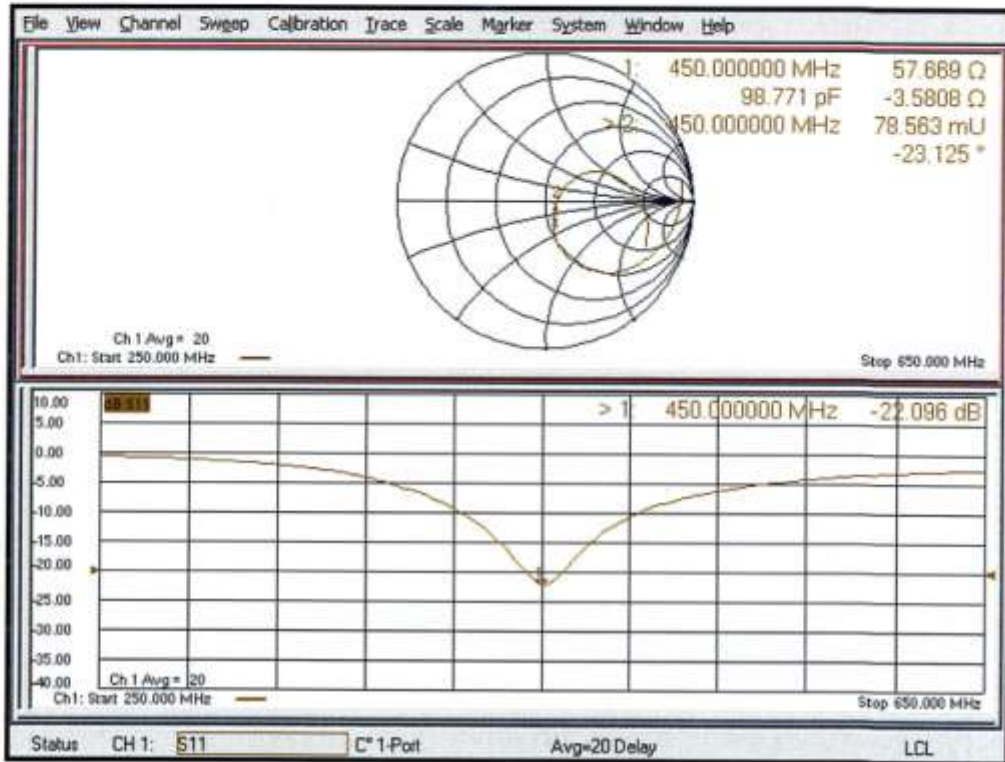 File View Channel Sweep Calibration Trace Scale Marker System Window Help
1: 450.000000 MHz 57.669 Ω
98.771 pF -3.5808 Ω
> 2: 450.000000 MHz 78.563 mU
-23.125 °
Ch 1 Avg = 20
Ch1: Start 250.000 MHz
Stop 650.000 MHz
10.00
dB S11
> 1: 450.000000 MHz -22.096 dB
5.00
0.00
-5.00
-10.00
-15.00
-20.00
-25.00
-30.00
-35.00
-40.00
Ch 1 Avg = 20
Ch1: Start 250.000 MHz
Stop 650.000 MHz
Status CH 1: S11 C* 1-Port Avg=20 Delay LCL